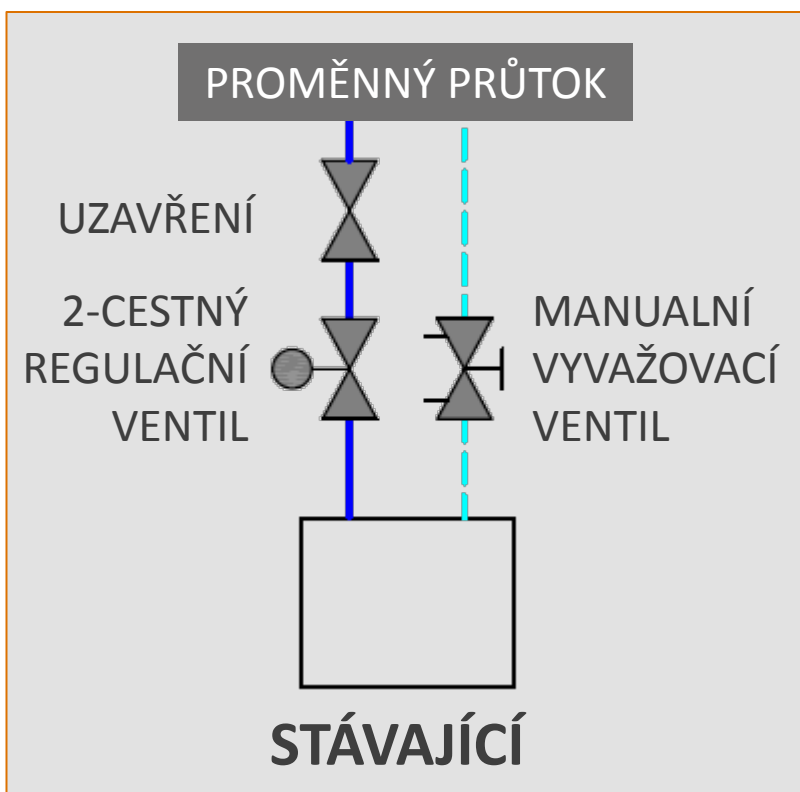 PROMĚNNÝ PRŮTOK
UZAVŘENÍ
2-CESTNÝ
REGULAČNÍ
VENTIL
MANUALNÍ
VYVAŽOVACÍ
VENTIL
STÁVAJÍCÍ